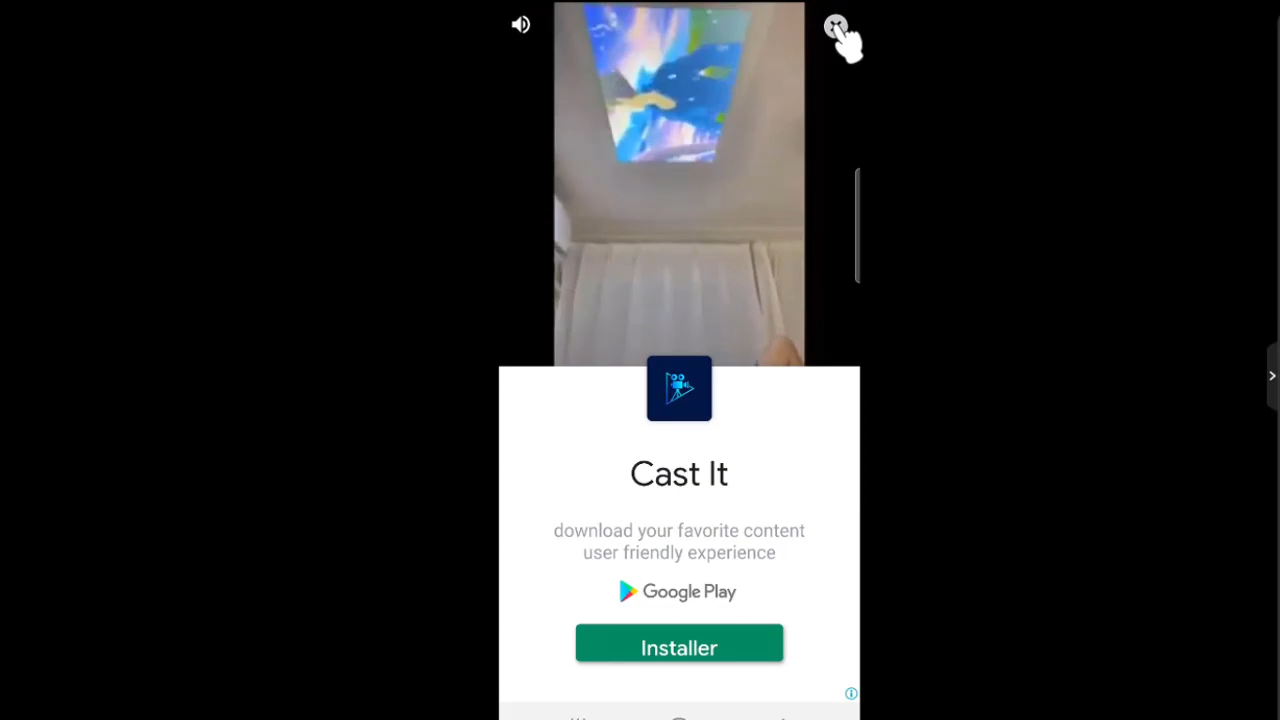 Cast It
download your favorite content
user friendly experience
Google Play
Installer